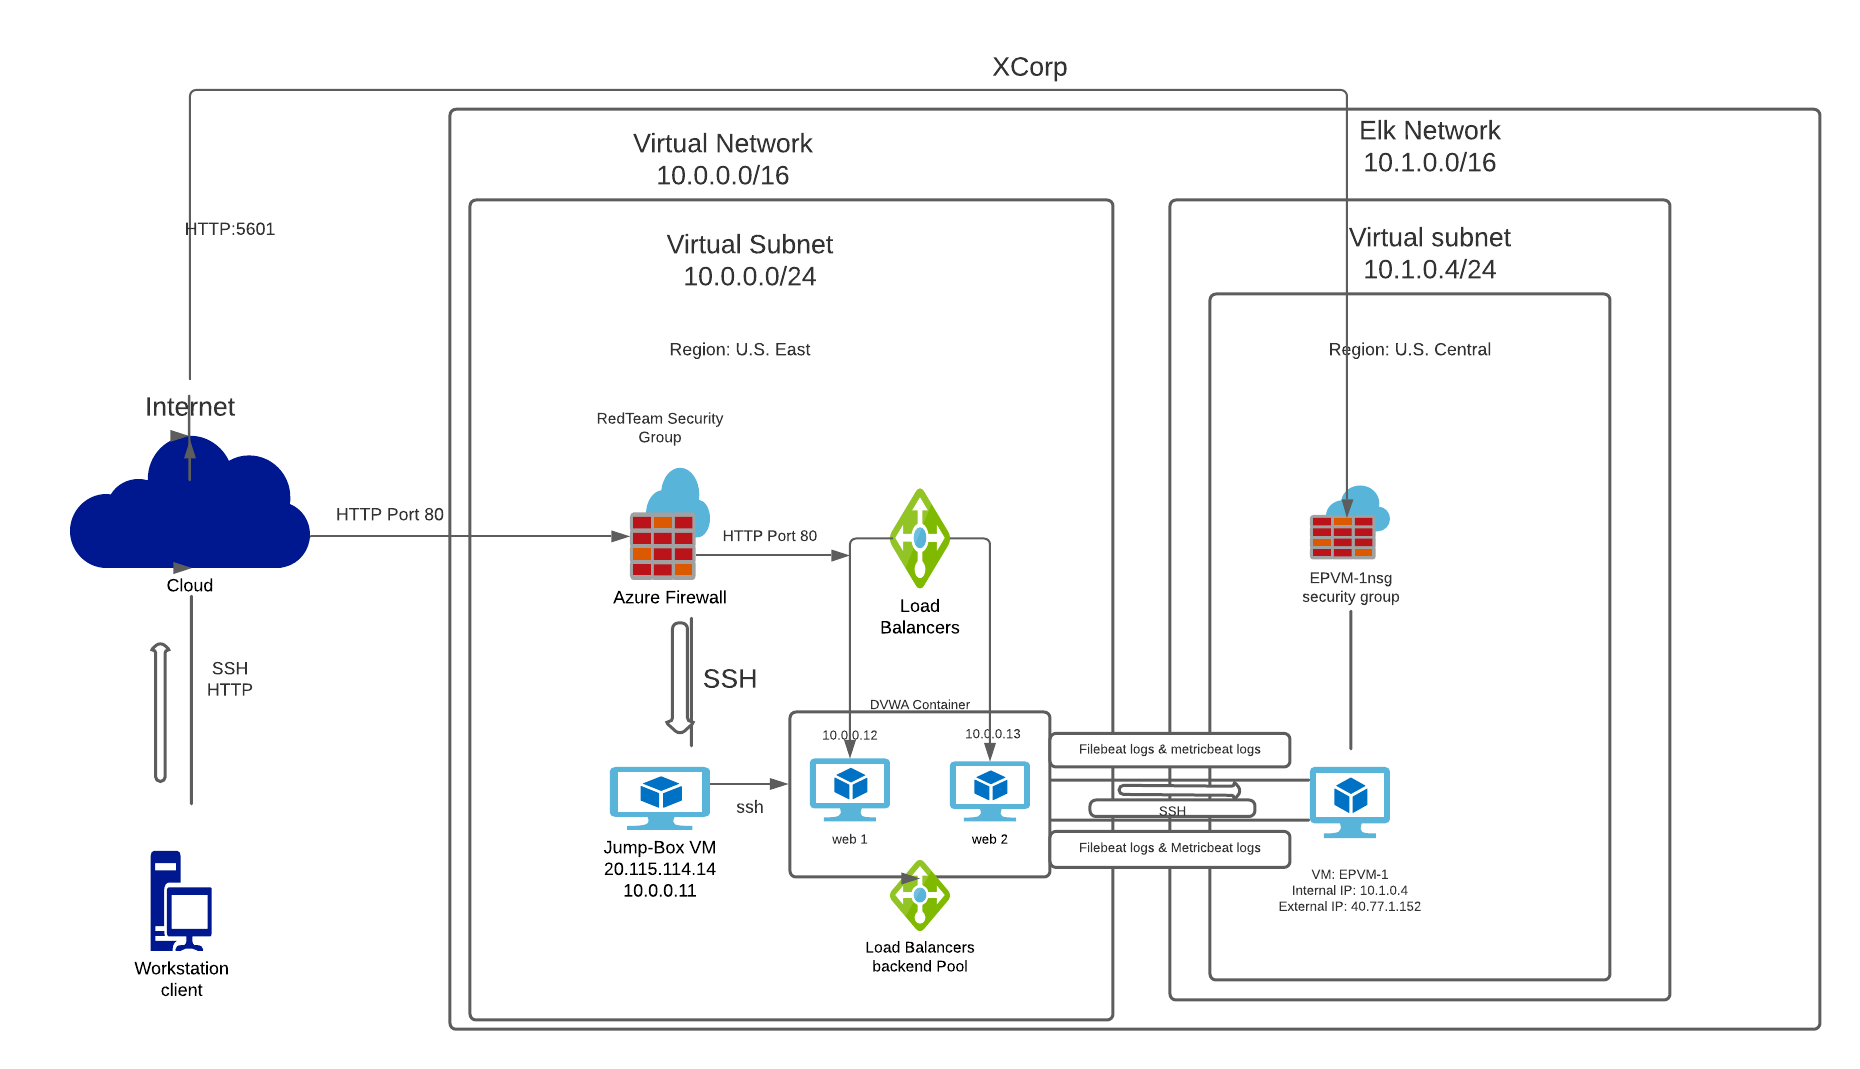 XCorp
Virtual Network
10.0.0.0/16
Elk Network
10.1.0.0/16
HTTP:5601
Virtual Subnet
10.0.0.0/24
Virtual subnet
10.1.0.4/24
Region: U.S. East
Region: U.S. Central
Internet
RedTeam Security
Group
HTTP Port 80
HTTP Port 80
Cloud
Azure Firewall
Load
Balancers
EPVM-1nsg
security group
SSH
HTTP
SSH
DVWA Container
10.0.0.12
10.0.0.13
Filebeat logs & metricbeat logs
ssh
SSH
web 1
web 2
Filebeat logs & Metricbeat logs
Jump-Box VM
20.115.114.14
10.0.0.11
VM: EPVM-1
Internal IP: 10.1.0.4
External IP: 40.77.1.152
Load Balancers
backend Pool
Workstation
client